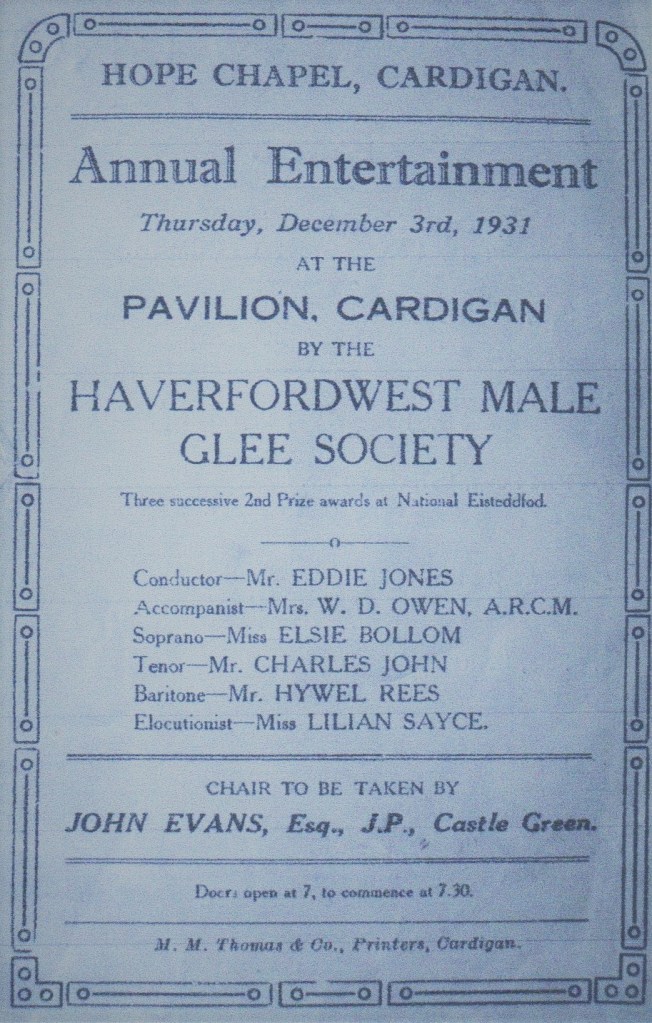 HOPE CHAPEL, CARDIGAN.
Annual Entertainment
Thursday, December 3rd, 1931
AT THE
PAVILION, CARDIGAN
BY THE
HAVERFORDWEST MALE
GLEE SOCIETY
Three successive 2nd Prize awards at National Eisteddfod.
Conductor—Mr. EDDIE JONES
Accompanist—Mrs. W. D. OWEN, A.R.C.M.
Soprano—Miss ELSIE BOLLOM
Tenor—Mr. CHARLES JOHN
Baritone—Mr. HYWEL REES
Elocutionist—Miss LILIAN SAYCE.
CHAIR TO BE TAKEN BY
JOHN EVANS, Esq., J.P., Castle Green.
Doors open at 7, to commence at 7.30.
M. M. Thomas & Co., Printers, Cardigan.